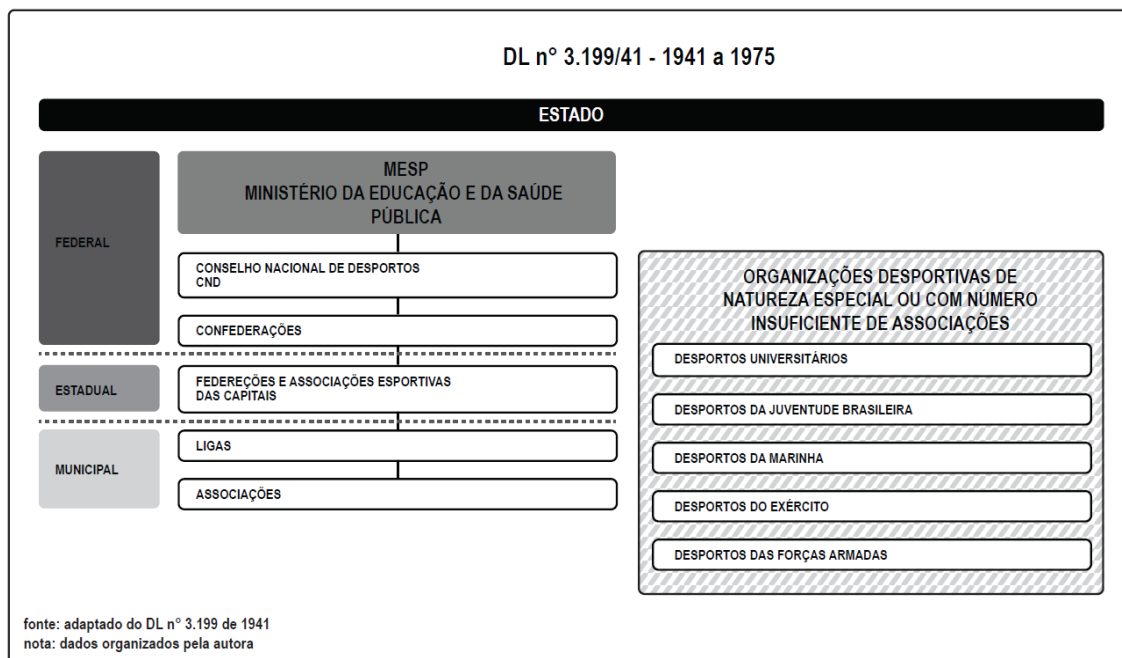 DL n° 3.199/41 - 1941 a 1975
ESTADO
FEDERAL
MESP
MINISTÉRIO DA EDUCAÇÃO E DA SAÚDE
PÚBLICA
CONSELHO NACIONAL DE DESPORTOS
CND
CONFEDERAÇÕES
ESTADUAL
FEDEREÇÕES E ASSOCIAÇÕES ESPORTIVAS
DAS CAPITAIS
MUNICIPAL
LIGAS
ASSOCIAÇÕES
ORGANIZAÇÕES DESPORTIVAS DE
NATUREZA ESPECIAL OU COM NÚMERO
INSUFICIENTE DE ASSOCIAÇÕES
DESPORTOS UNIVERSITÁRIOS
DESPORTOS DA JUVENTUDE BRASILEIRA
DESPORTOS DA MARINHA
DESPORTOS DO EXÉRCITO
DESPORTOS DAS FORÇAS ARMADAS
fonte: adaptado do DL n° 3.199 de 1941
nota: dados organizados pela autora